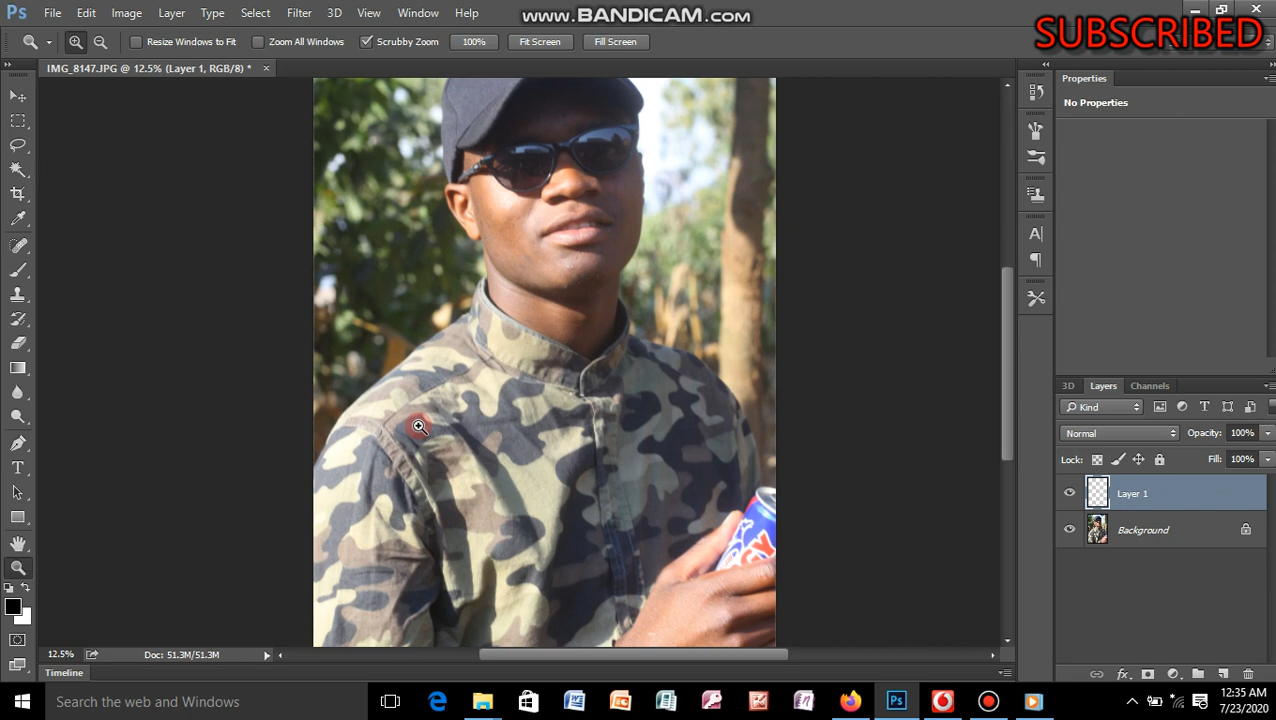 Ps File Edit Image Layer Type Select Filter 3D View Window Help
www.BANDICAM.com
SUBSCRIBED
Resize Windows to Fit Zoom All Windows Scrubby Zoom 100% Fit Screen Fill Screen
IMG_8147.JPG @ 12.5% (Layer 1, RGB/8) *
Properties
No Properties
3D Layers Channels
Kind
Normal Opacity: 100%
Lock: Fill: 100%
Layer 1
Background
12.5% Doc: 51.3M/51.3M
Timeline
Search the web and Windows
12:35 AM
7/23/2020